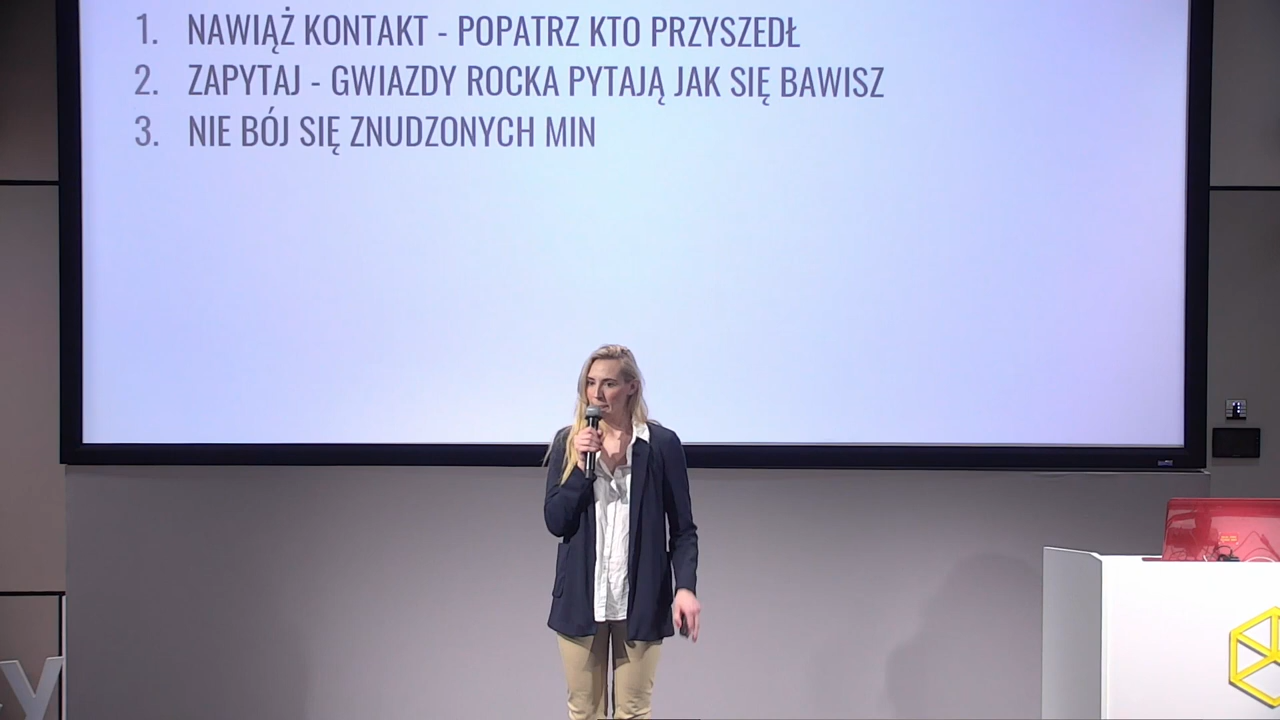 1. NAWIĄŻ KONTAKT - POPATRZ KTO PRZYSZEDŁ
2. ZAPYTAJ - GWIAZDY ROCKA PYTAJĄ JAK SIĘ BAWISZ
3. NIE BÓJ SIĘ ZNUDZONYCH MIN
y